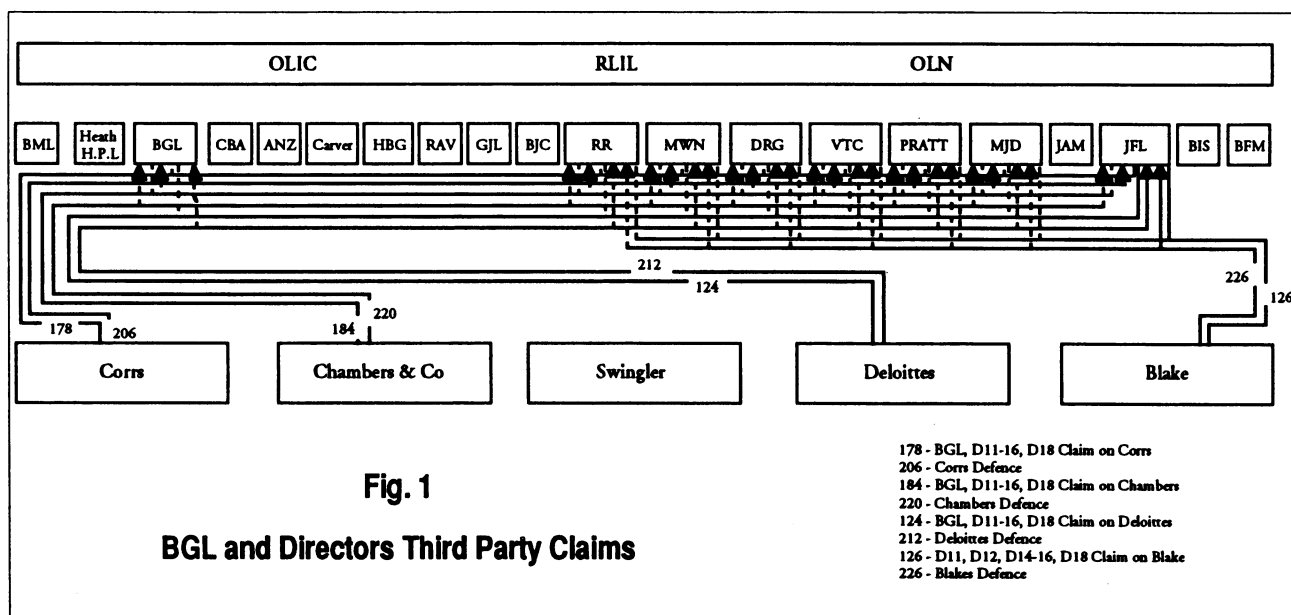 OLIC RLIL OLN
BML Heath H.P.L BGL CBA ANZ Carver HBG RAV GJL BJC RR MWN DRG VTC PRATT MJD JAM JFL BIS BFM
212
124
226
126
220
184
178
206
Corrs Chambers & Co Swingler Deloittes Blake
Fig. 1
BGL and Directors Third Party Claims
178 - BGL, D11-16, D18 Claim on Corrs
206 - Corrs Defence
184 - BGL, D11-16, D18 Claim on Chambers
220 - Chambers Defence
124 - BGL, D11-16, D18 Claim on Deloittes
212 - Deloittes Defence
126 - D11, D12, D14-16, D18 Claim on Blake
226 - Blakes Defence